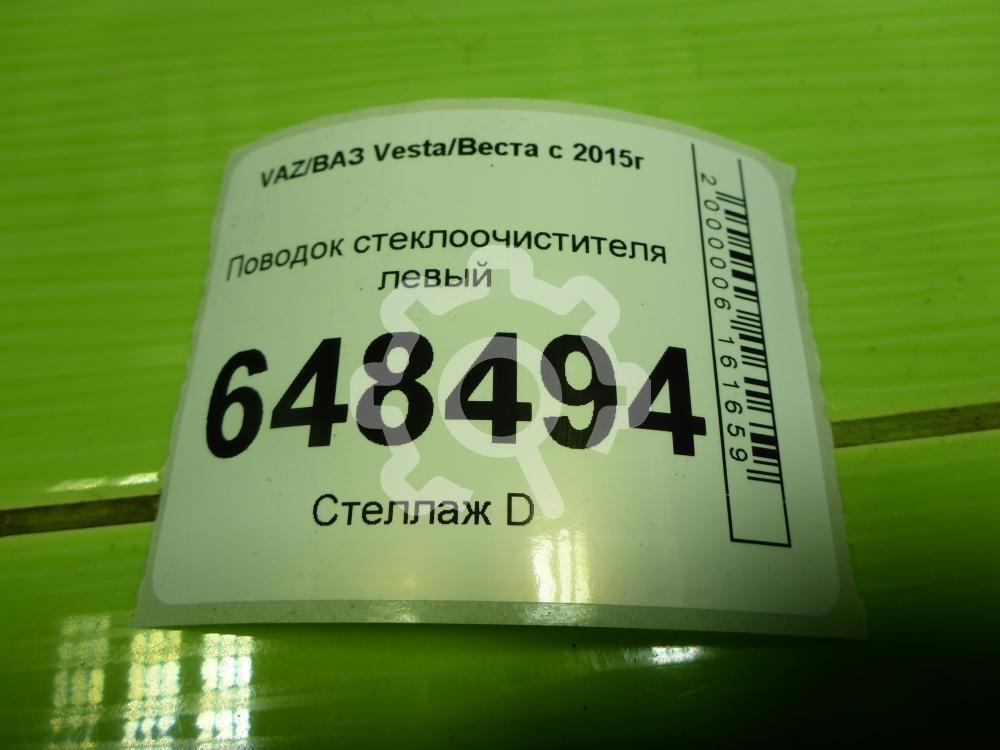 VAZ/ВАЗ Vesta/Веста с 2015г
Поводок стеклоочистителя
левый
648494
Стеллаж D
2000006161659